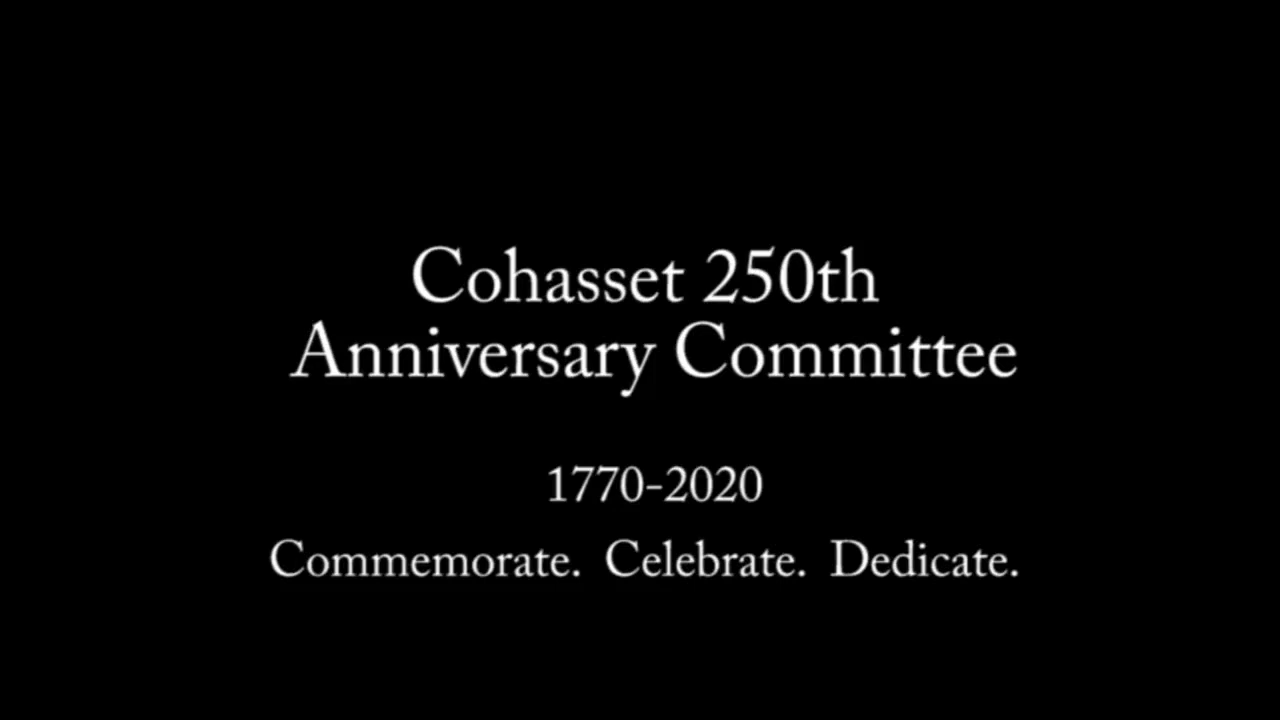 Cohasset 250th
Anniversary Committee
1770-2020
Commemorate. Celebrate. Dedicate.